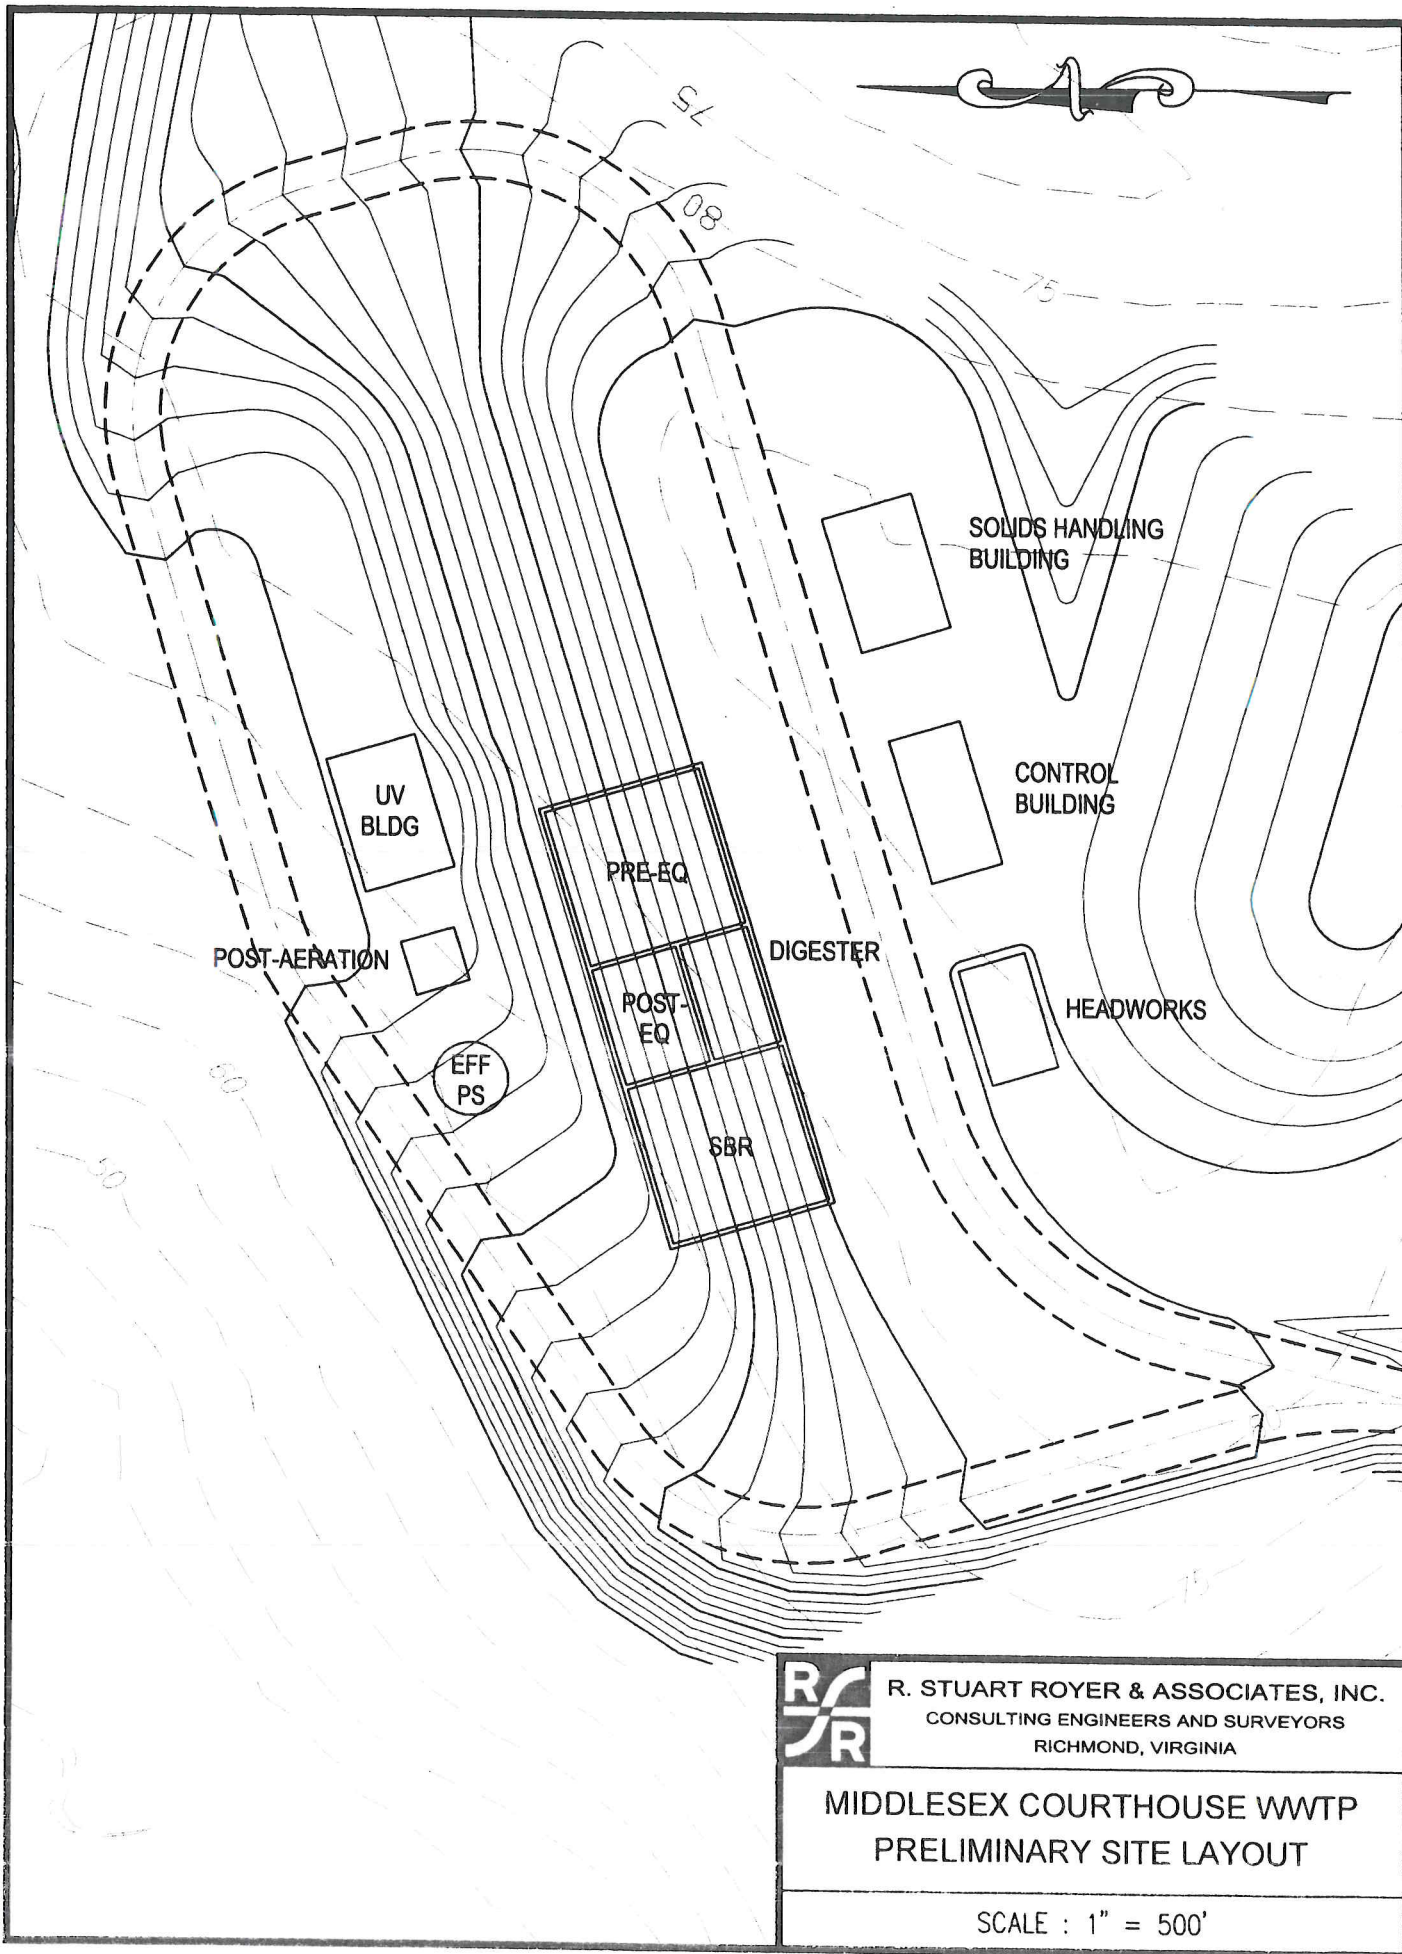 N
75
80
75
SOLIDS HANDLING
BUILDING
CONTROL
BUILDING
UV
BLDG
PRE-EQ
POST-AERATION
DIGESTER
POST-
EQ
HEADWORKS
EFF
PS
60
50
SBR
75
R
R
R. STUART ROYER & ASSOCIATES, INC.
CONSULTING ENGINEERS AND SURVEYORS
RICHMOND, VIRGINIA
MIDDLESEX COURTHOUSE WWTP
PRELIMINARY SITE LAYOUT
SCALE : 1" = 500'